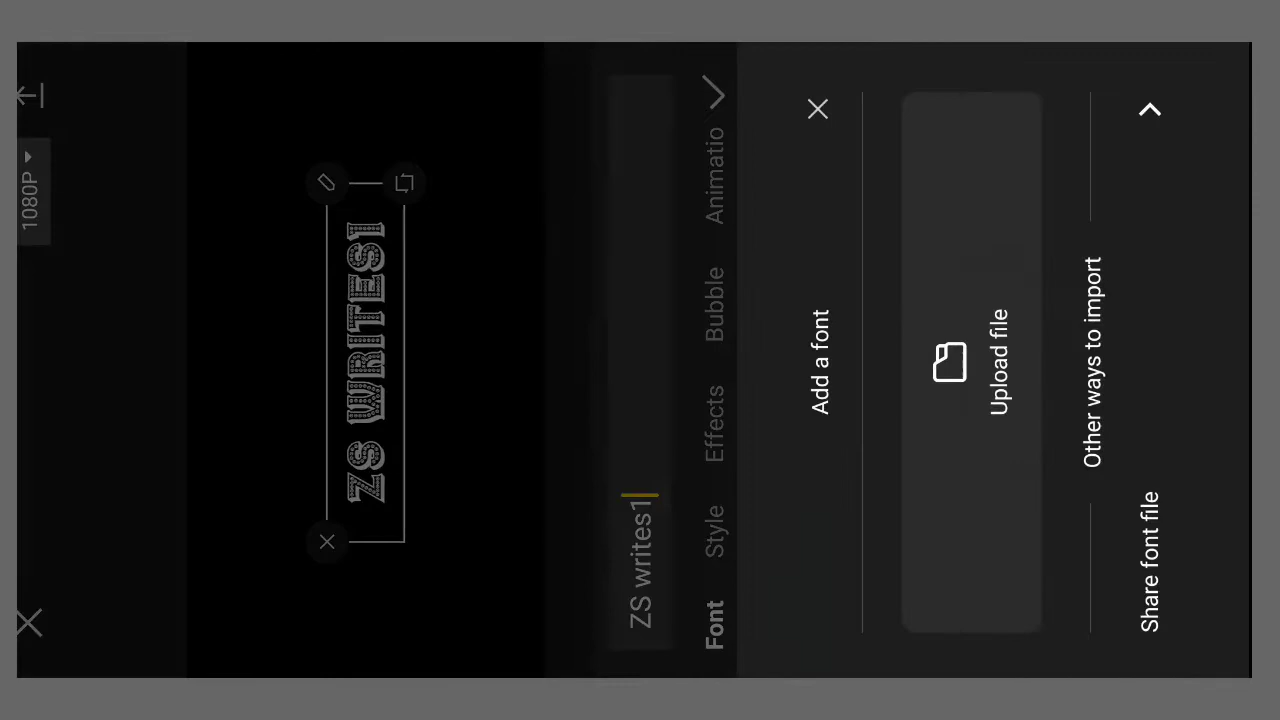 1080P
ZS WRITES1
ZS writes1
Font Style Effects Bubble Animatio
Add a font
Upload file
Other ways to import
Share font file